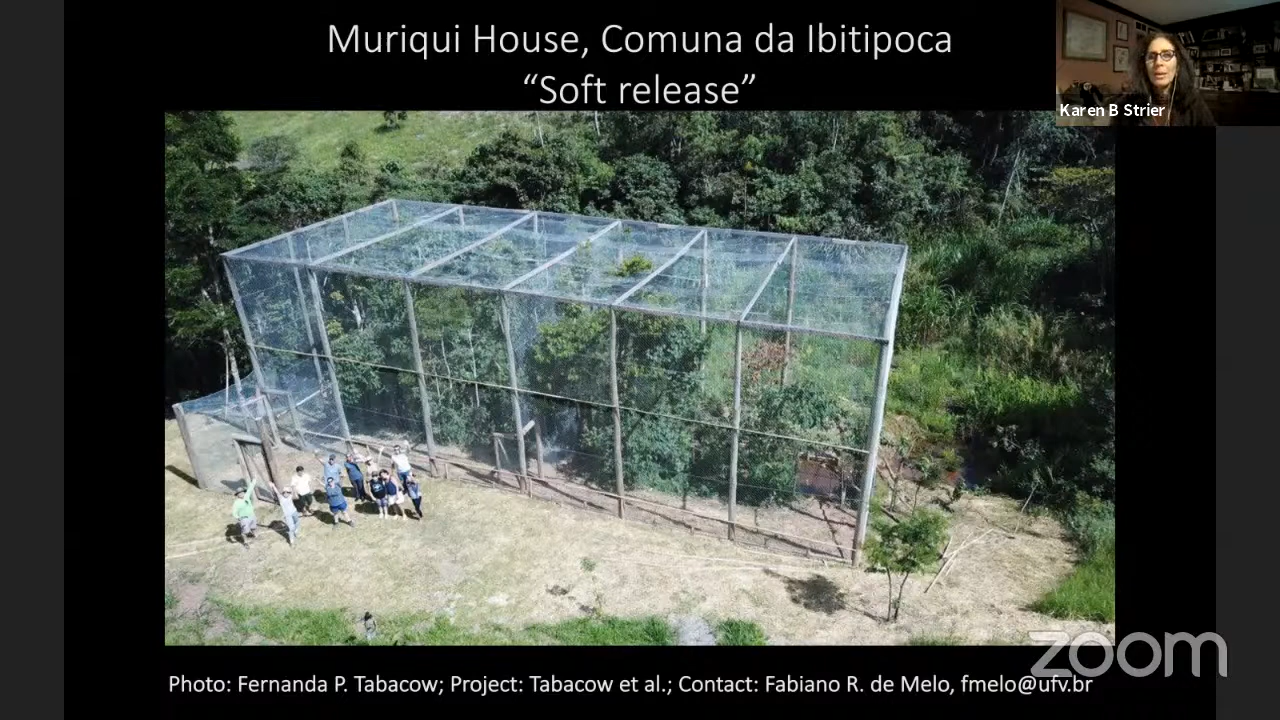 Muriqui House, Comuna da Ibitipoca
“Soft release”
Karen B Strier
zoom
Photo: Fernanda P. Tabacow; Project: Tabacow et al.; Contact: Fabiano R. de Melo, fmelo@ufv.br